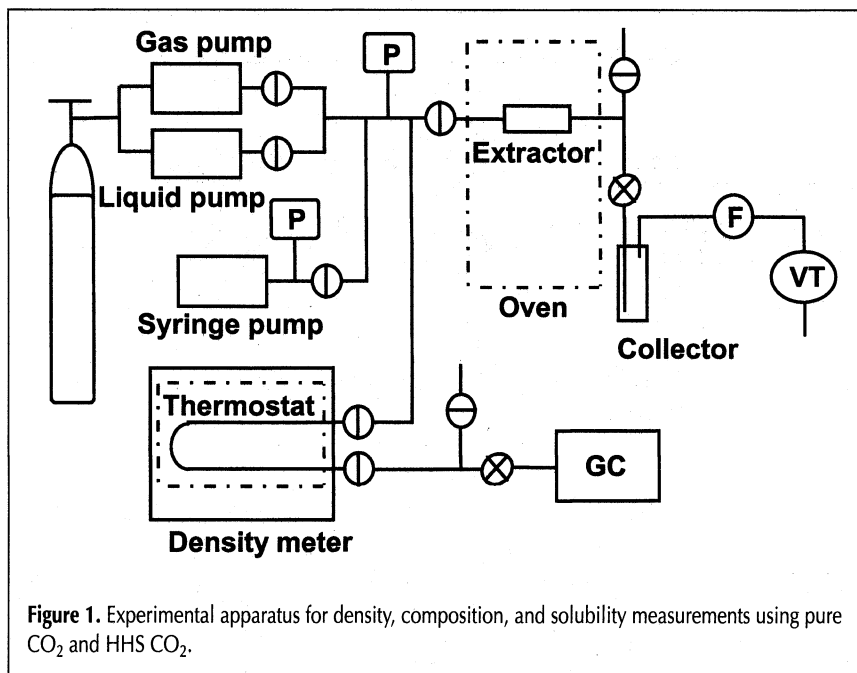 Gas pump
P
Liquid pump
Extractor
P
F
VT
Syringe pump
Oven
Collector
Thermostat
GC
Density meter
Figure 1. Experimental apparatus for density, composition, and solubility measurements using pure
CO₂ and HHS CO₂.